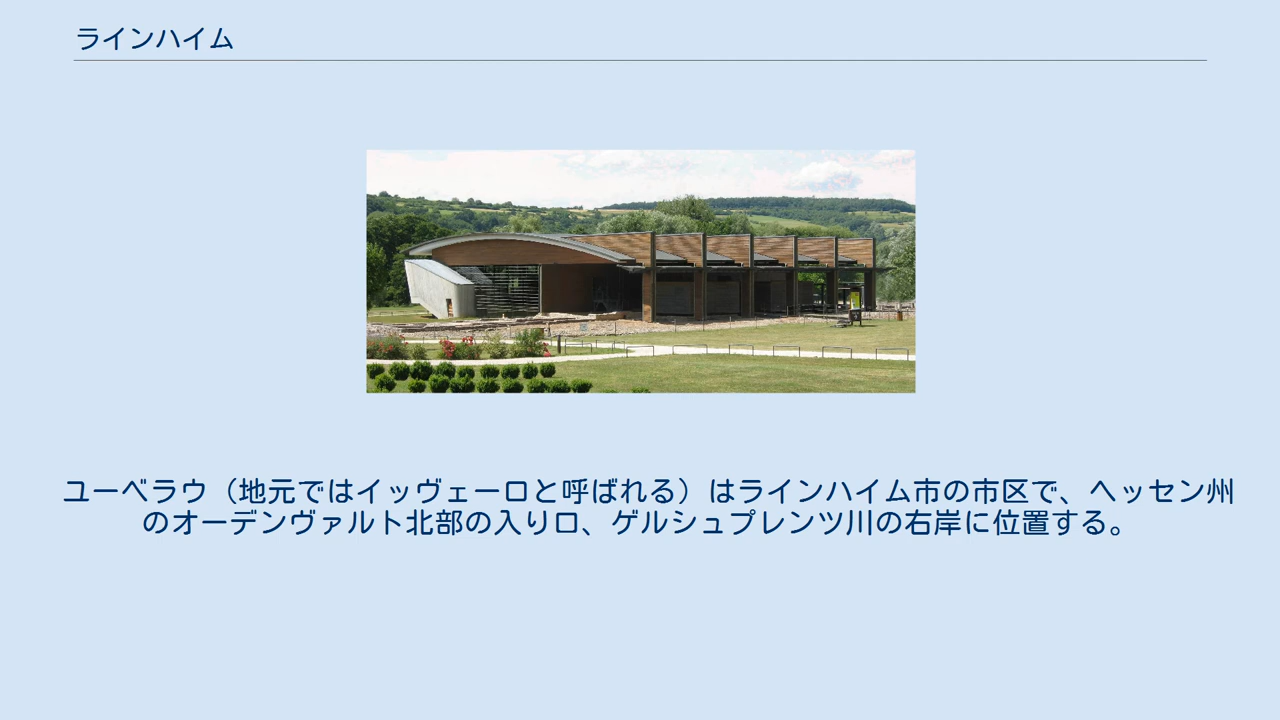 ラインハイム
ユーベラウ（地元ではイッヴェーロと呼ばれる）はラインハイム市の市区で、ヘッセン州
のオーデンヴァルト北部の入り口、ゲルシュプレンツ川の右岸に位置する。